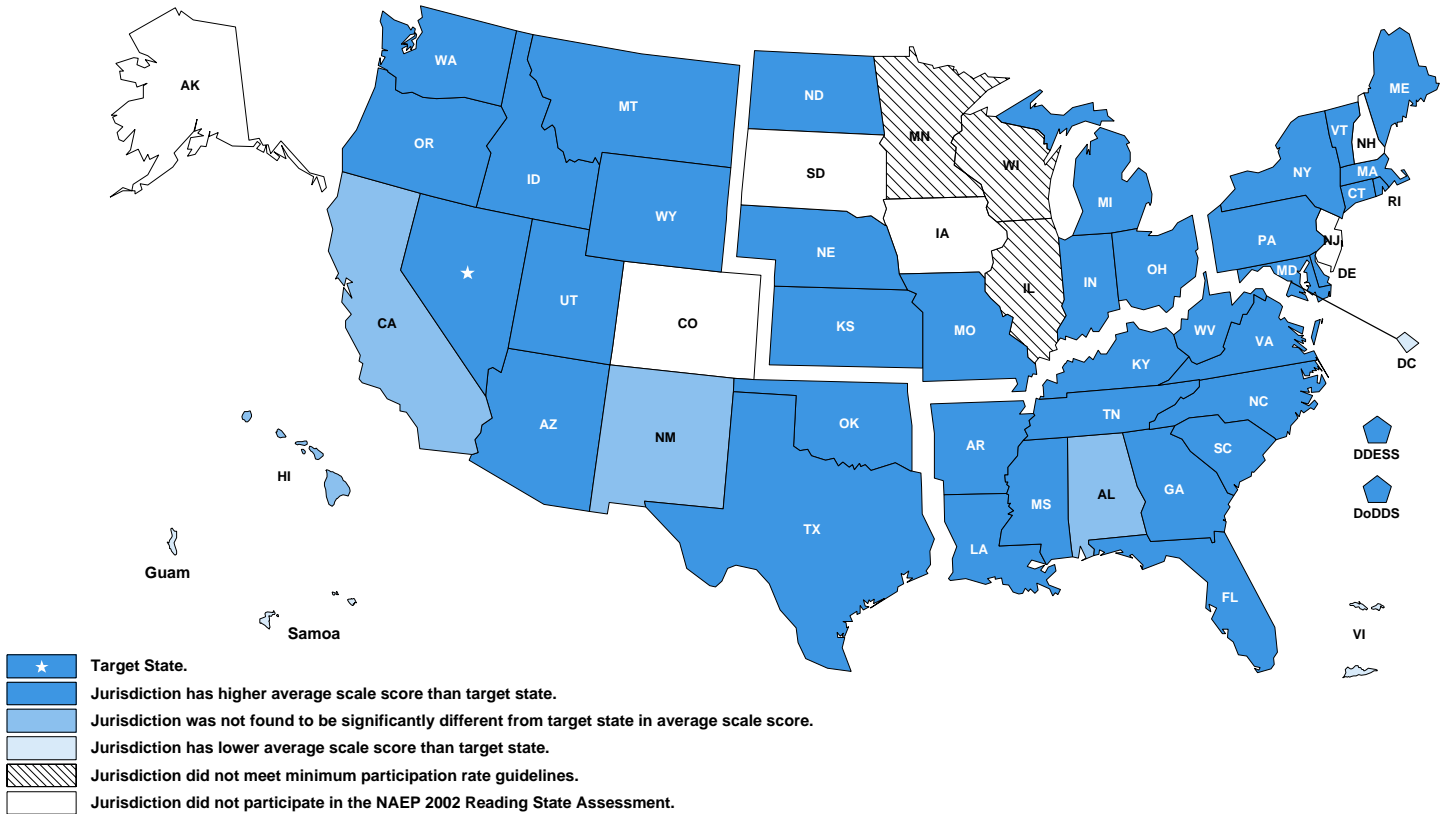 WA
MT
ND
MN
ME
AK
OR
ID
SD
WI
VT
NH
NY
MA
CT
RI
WY
MI
IA
NE
PA
NJ
DE
MD
OH
IN
IL
CA
UT
CO
KS
MO
WV
VA
KY
DC
NC
TN
AZ
NM
OK
AR
SC
DDESS
HI
MS
AL
GA
DoDDS
TX
LA
Guam
FL
Samoa
VI
Target State.
Jurisdiction has higher average scale score than target state.
Jurisdiction was not found to be significantly different from target state in average scale score.
Jurisdiction has lower average scale score than target state.
Jurisdiction did not meet minimum participation rate guidelines.
Jurisdiction did not participate in the NAEP 2002 Reading State Assessment.